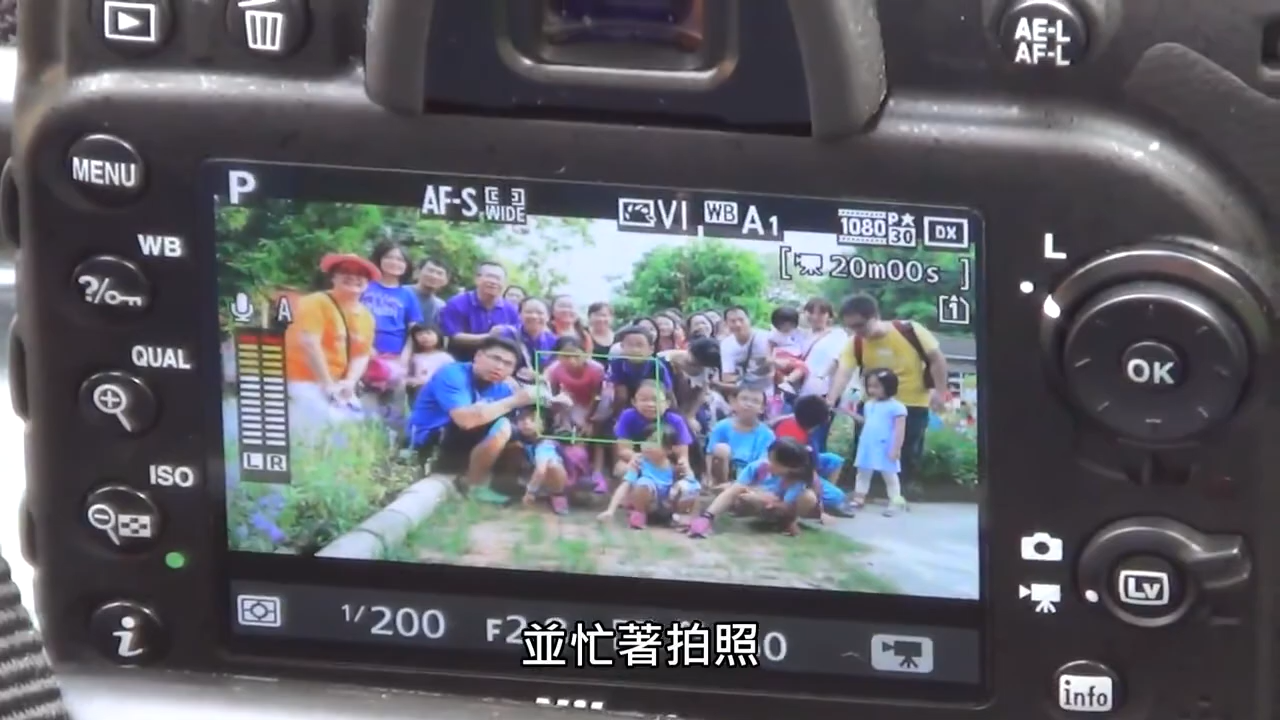 AE-L
AF-L
MENU
P
AF-S
WIDE
VI
WB
A1
1080
P★
30
DX
[ 20m00s ]
1
WB
?
A
QUAL
L R
ISO
L
OK
Lv
1/200
F2
0
i
info
並忙著拍照